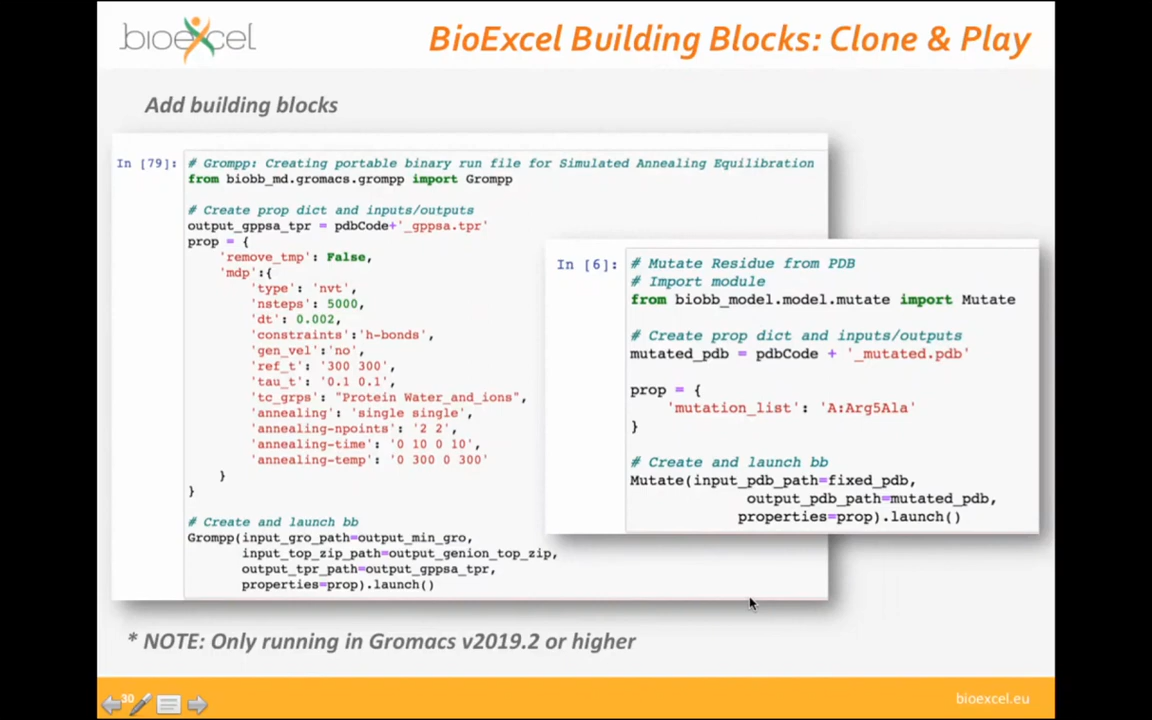 bioexcel
BioExcel Building Blocks: Clone & Play
Add building blocks
In [79]:
# Grompp: Creating portable binary run file for Simulated Annealing Equilibration
from biobb_md.gromacs.grompp import Grompp
# Create prop dict and inputs/outputs
output_gppsa_tpr = pdbCode+'_gppsa.tpr'
prop = {
'remove_tmp': False,
'mdp':{
'type': 'nvt',
'nsteps': 5000,
'dt': 0.002,
'constraints':'h-bonds',
'gen_vel':'no',
'ref_t': '300 300',
'tau_t': '0.1 0.1',
'tc_grps': "Protein Water_and_ions",
'annealing': 'single single',
'annealing-npoints': '2 2',
'annealing-time': '0 10 0 10',
'annealing-temp': '0 300 0 300'
}
}
# Create and launch bb
Grompp(input_gro_path=output_min_gro,
input_top_zip_path=output_genion_top_zip,
output_tpr_path=output_gppsa_tpr,
properties=prop).launch()
In [6]:
# Mutate Residue from PDB
# Import module
from biobb_model.model.mutate import Mutate
# Create prop dict and inputs/outputs
mutated_pdb = pdbCode + '_mutated.pdb'
prop = {
'mutation_list': 'A:Arg5Ala'
}
# Create and launch bb
Mutate(input_pdb_path=fixed_pdb,
output_pdb_path=mutated_pdb,
properties=prop).launch()
* NOTE: Only running in Gromacs v2019.2 or higher
30
bioexcel.eu